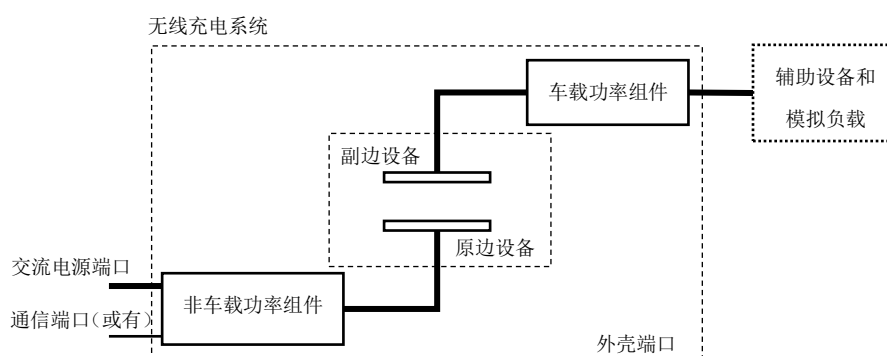 无线充电系统
车载功率组件
辅助设备和
模拟负载
副边设备
原边设备
交流电源端口
非车载功率组件
通信端口(或有)
外壳端口